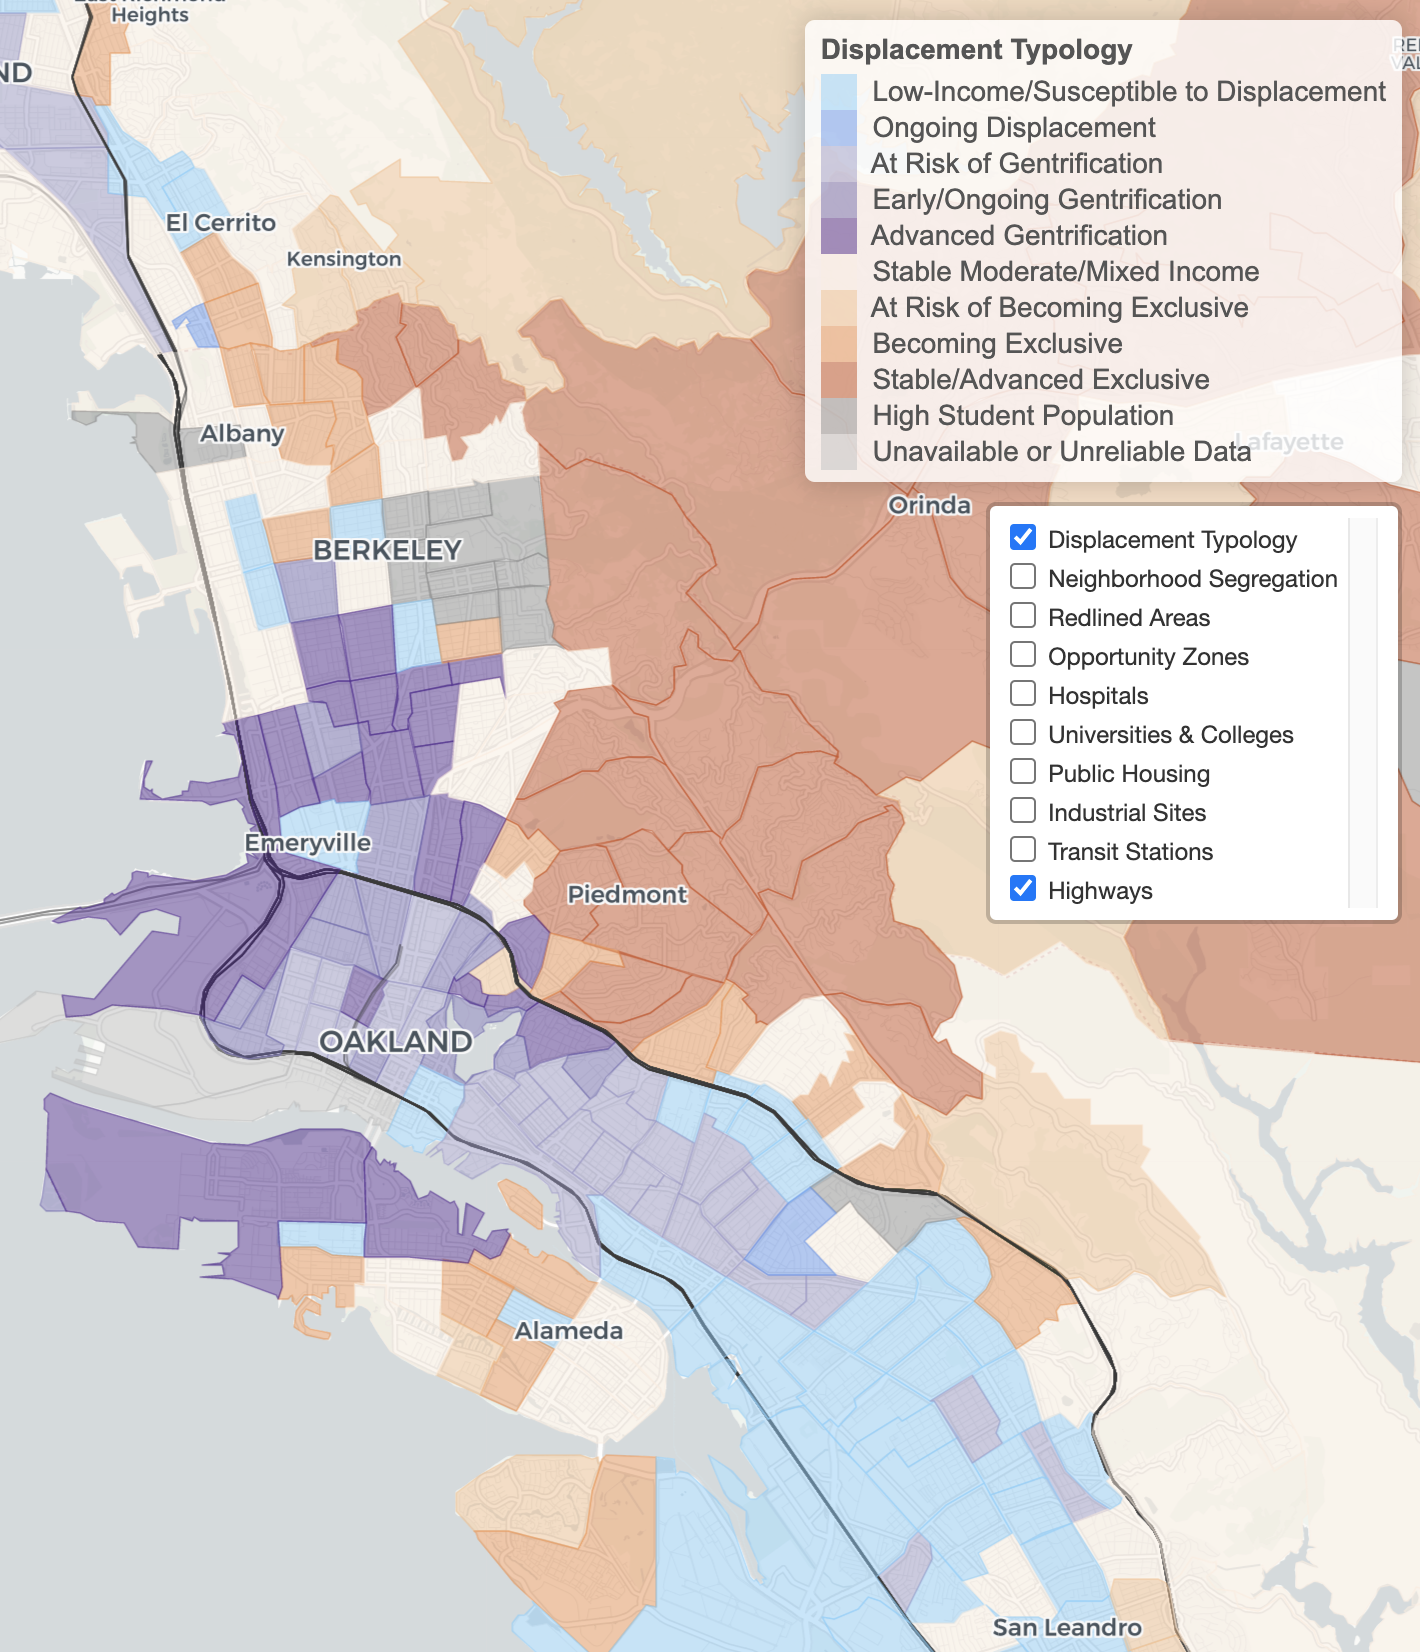 Heights
ND
El Cerrito
Kensington
Albany
BERKELEY
Emeryville
Piedmont
OAKLAND
Alameda
San Leandro
Orinda
Lafayette
Displacement Typology
Low-Income/Susceptible to Displacement
Ongoing Displacement
At Risk of Gentrification
Early/Ongoing Gentrification
Advanced Gentrification
Stable Moderate/Mixed Income
At Risk of Becoming Exclusive
Becoming Exclusive
Stable/Advanced Exclusive
High Student Population
Unavailable or Unreliable Data
Displacement Typology
Neighborhood Segregation
Redlined Areas
Opportunity Zones
Hospitals
Universities & Colleges
Public Housing
Industrial Sites
Transit Stations
Highways